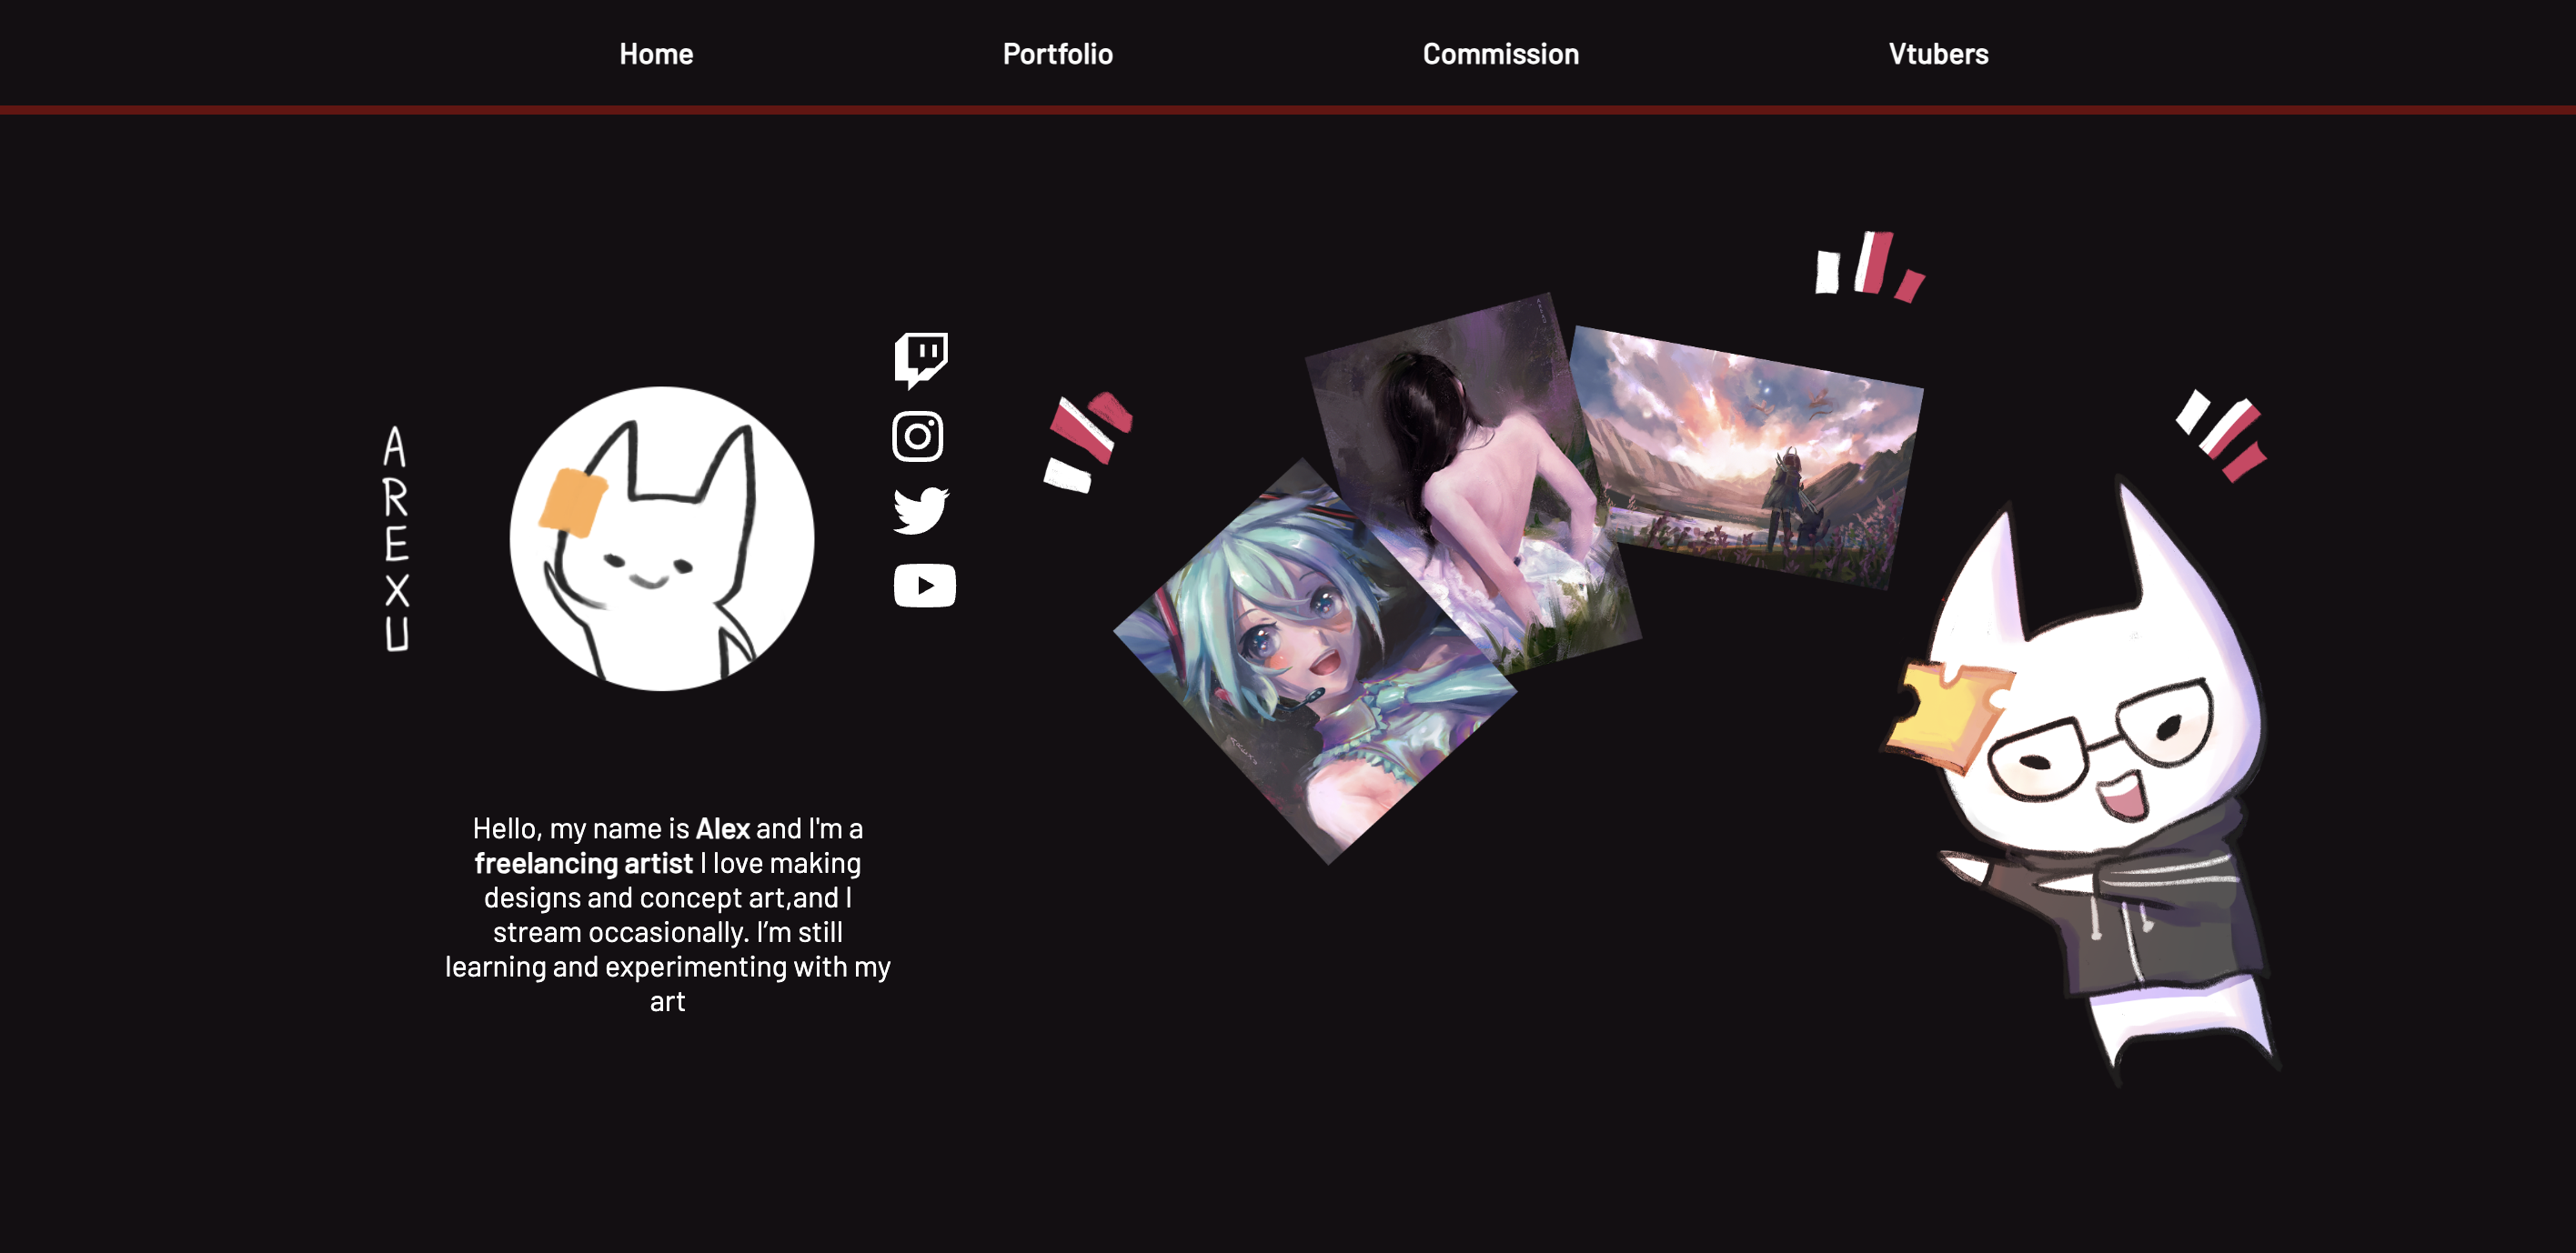 Home
Portfolio
Commission
Vtubers
A
R
E
X
U
Hello, my name is Alex and I'm a
freelancing artist I love making
designs and concept art,and I
stream occasionally. I’m still
learning and experimenting with my
art